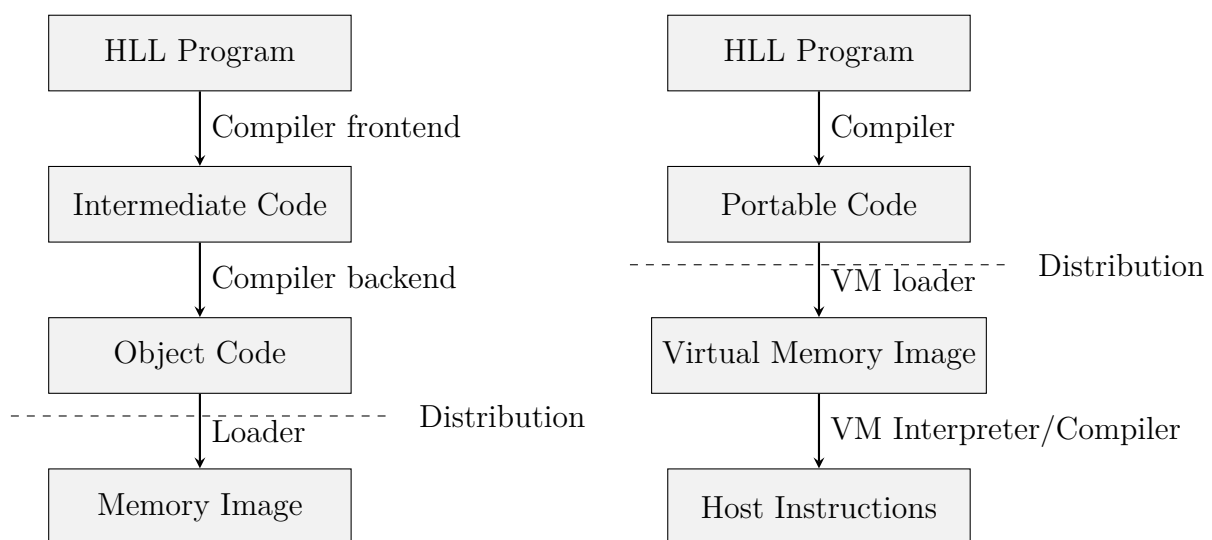 HLL Program
Compiler frontend
Intermediate Code
Compiler backend
Object Code
Distribution
Loader
Memory Image
HLL Program
Compiler
Portable Code
Distribution
VM loader
Virtual Memory Image
VM Interpreter/Compiler
Host Instructions